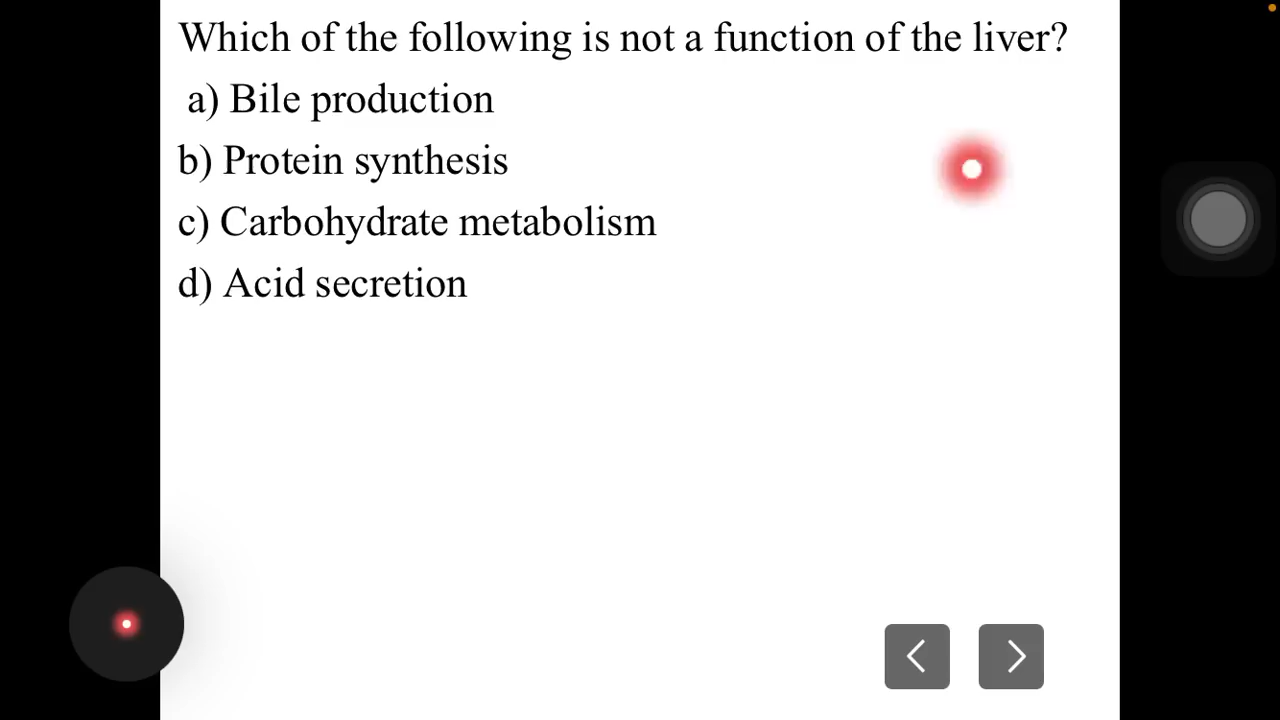 Which of the following is not a function of the liver?
a) Bile production
b) Protein synthesis
c) Carbohydrate metabolism
d) Acid secretion